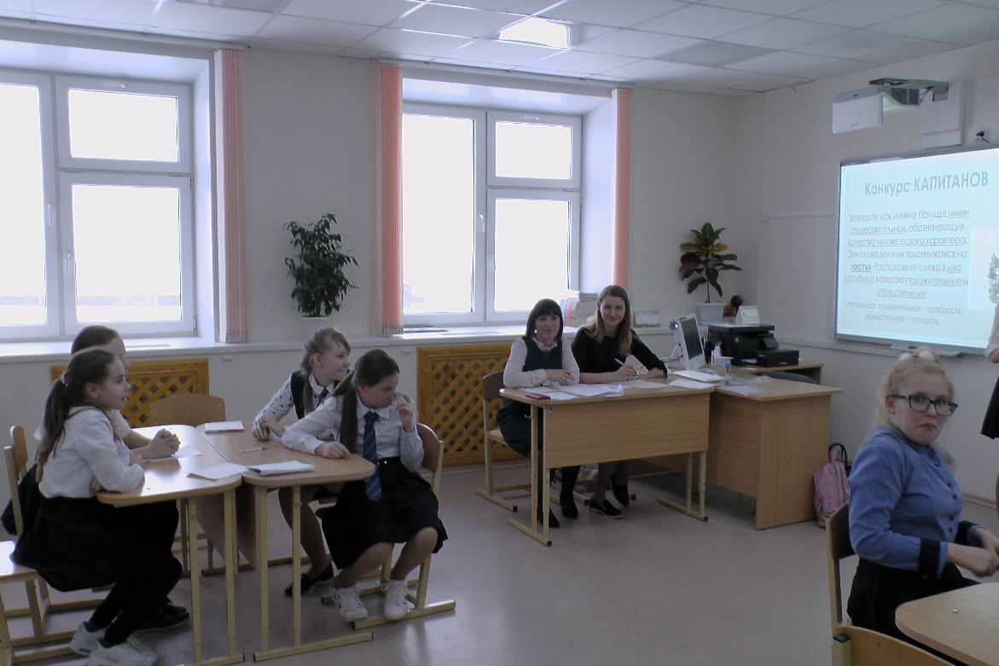 Конкурс КАПИТАНОВ
Запишите как можна больше имен
существительных, обозначающих
качества человеческого характера.
Эти слова должны заканчиваться на
«ость». Расположите слова в два
столбика: качества положительные и
отрицательные.
Например: положительное - храбрость,
отрицательное – трусость.